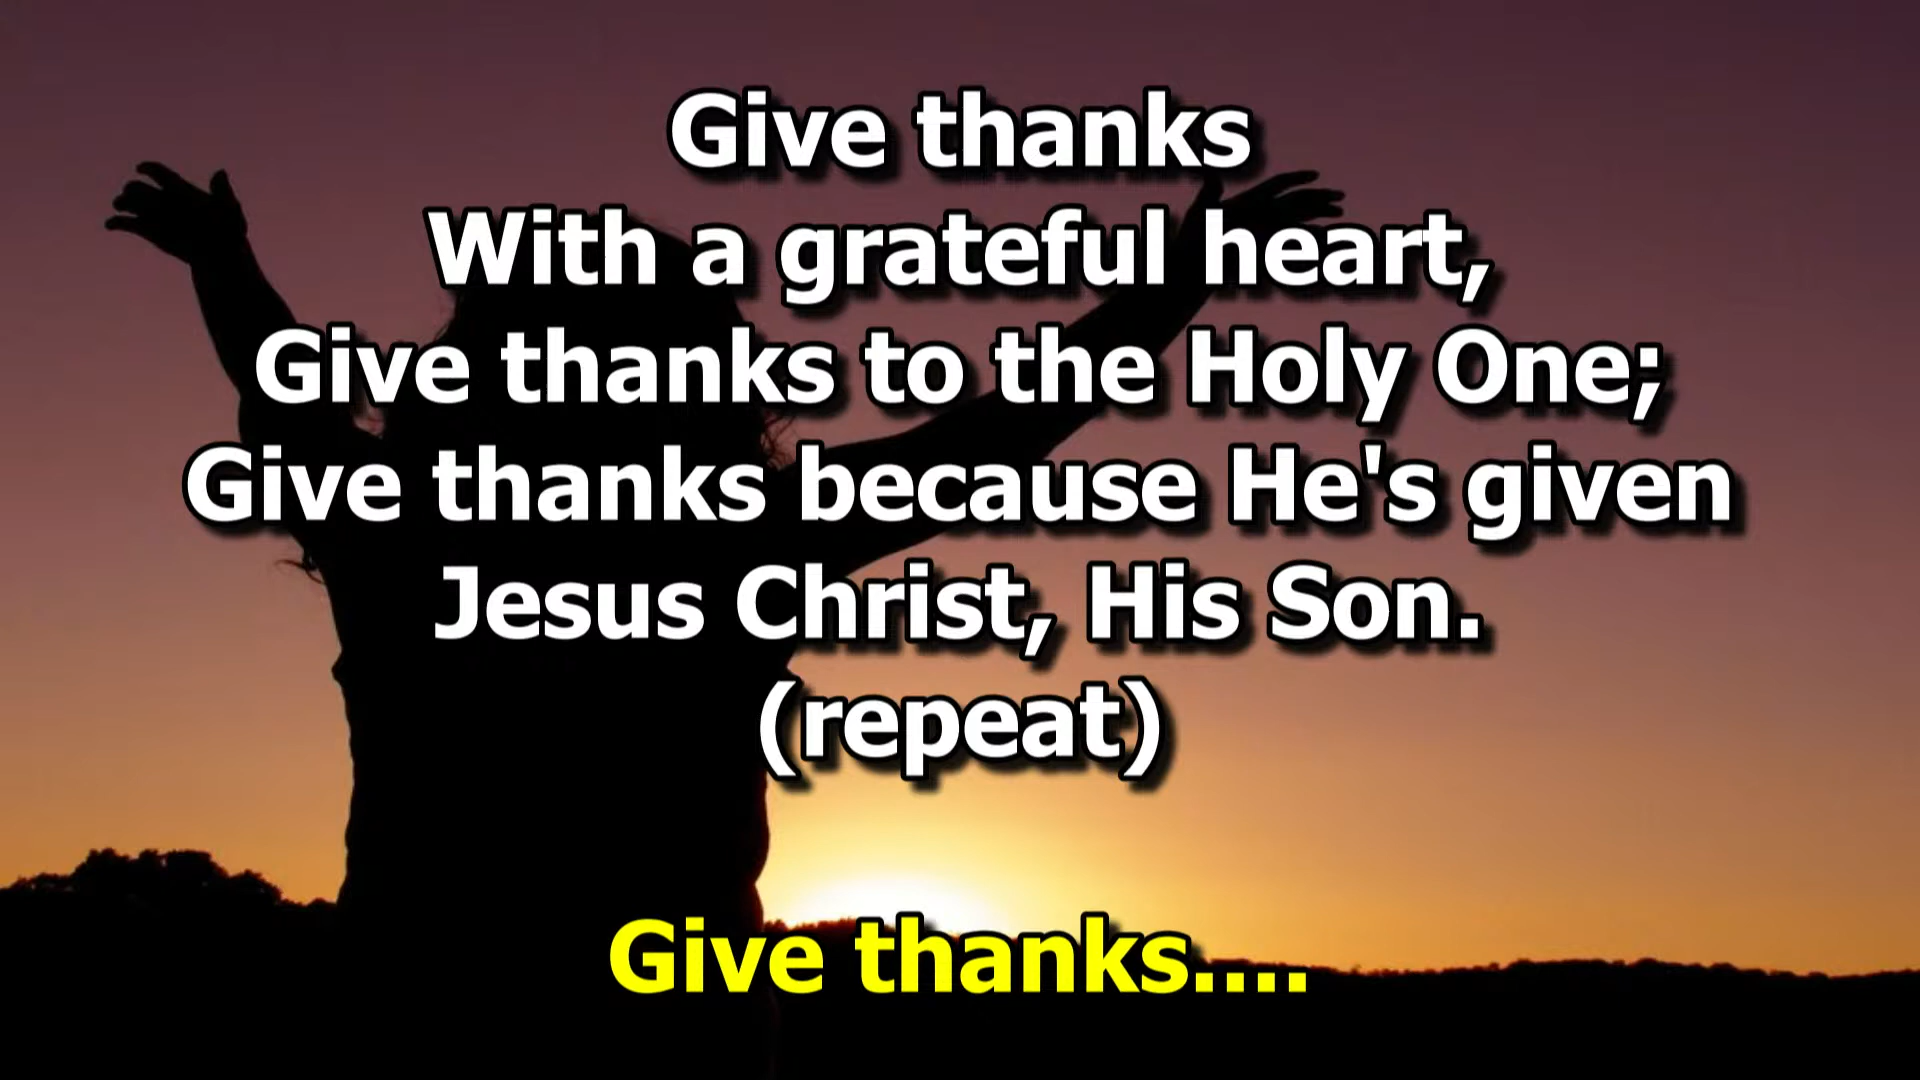 Give thanks
With a grateful heart,
Give thanks to the Holy One;
Give thanks because He's given
Jesus Christ, His Son.
(repeat)
Give thanks....